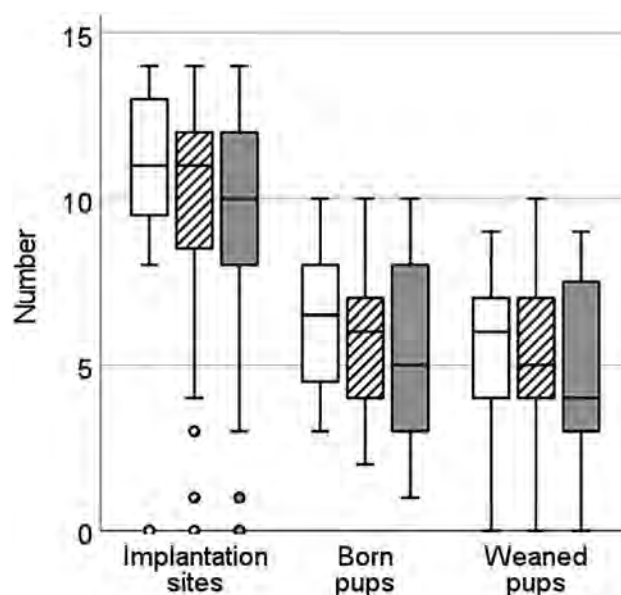 15
10
5
0
Number
Implantation
sites
Born
pups
Weaned
pups